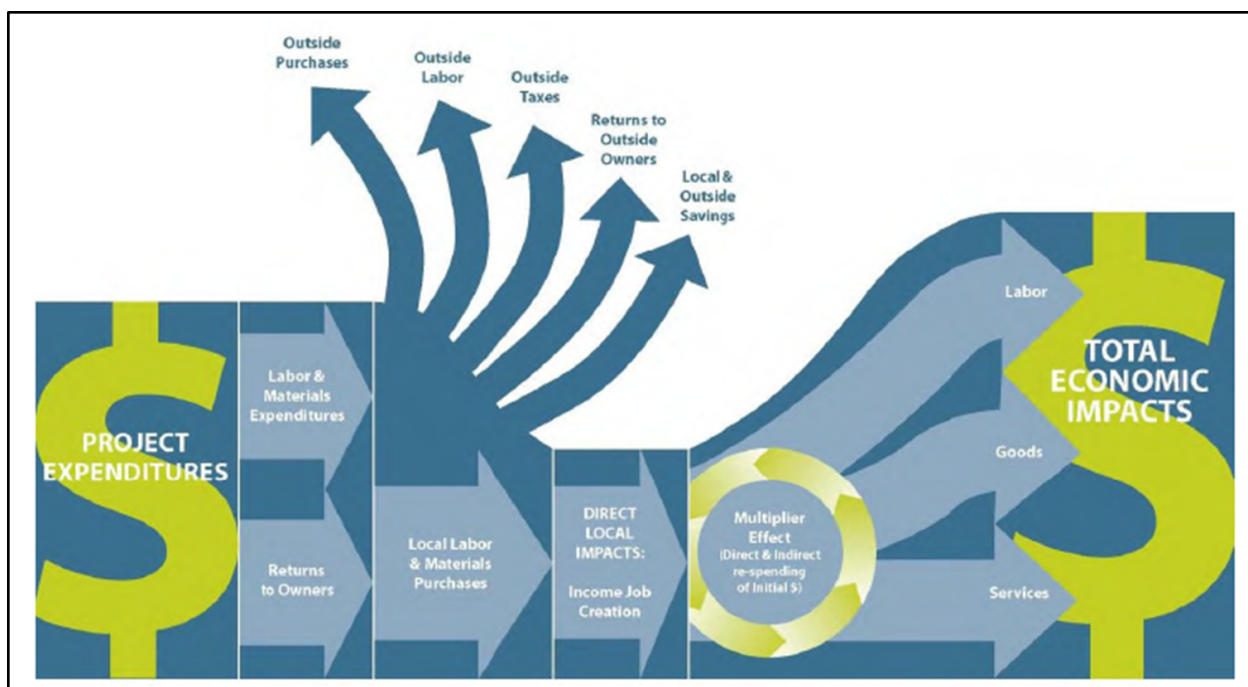 Outside
Purchases
Outside
Labor
Outside
Taxes
Returns to
Outside
Owners
Local &
Outside
Savings
PROJECT
EXPENDITURES
Labor &
Materials
Expenditures
Returns
to Owners
Local Labor
& Materials
Purchases
DIRECT
LOCAL
IMPACTS:
Income Job
Creation
Multiplier
Effect
(Direct & Indirect
re-spending
of Initial $)
Labor
Goods
Services
TOTAL
ECONOMIC
IMPACTS